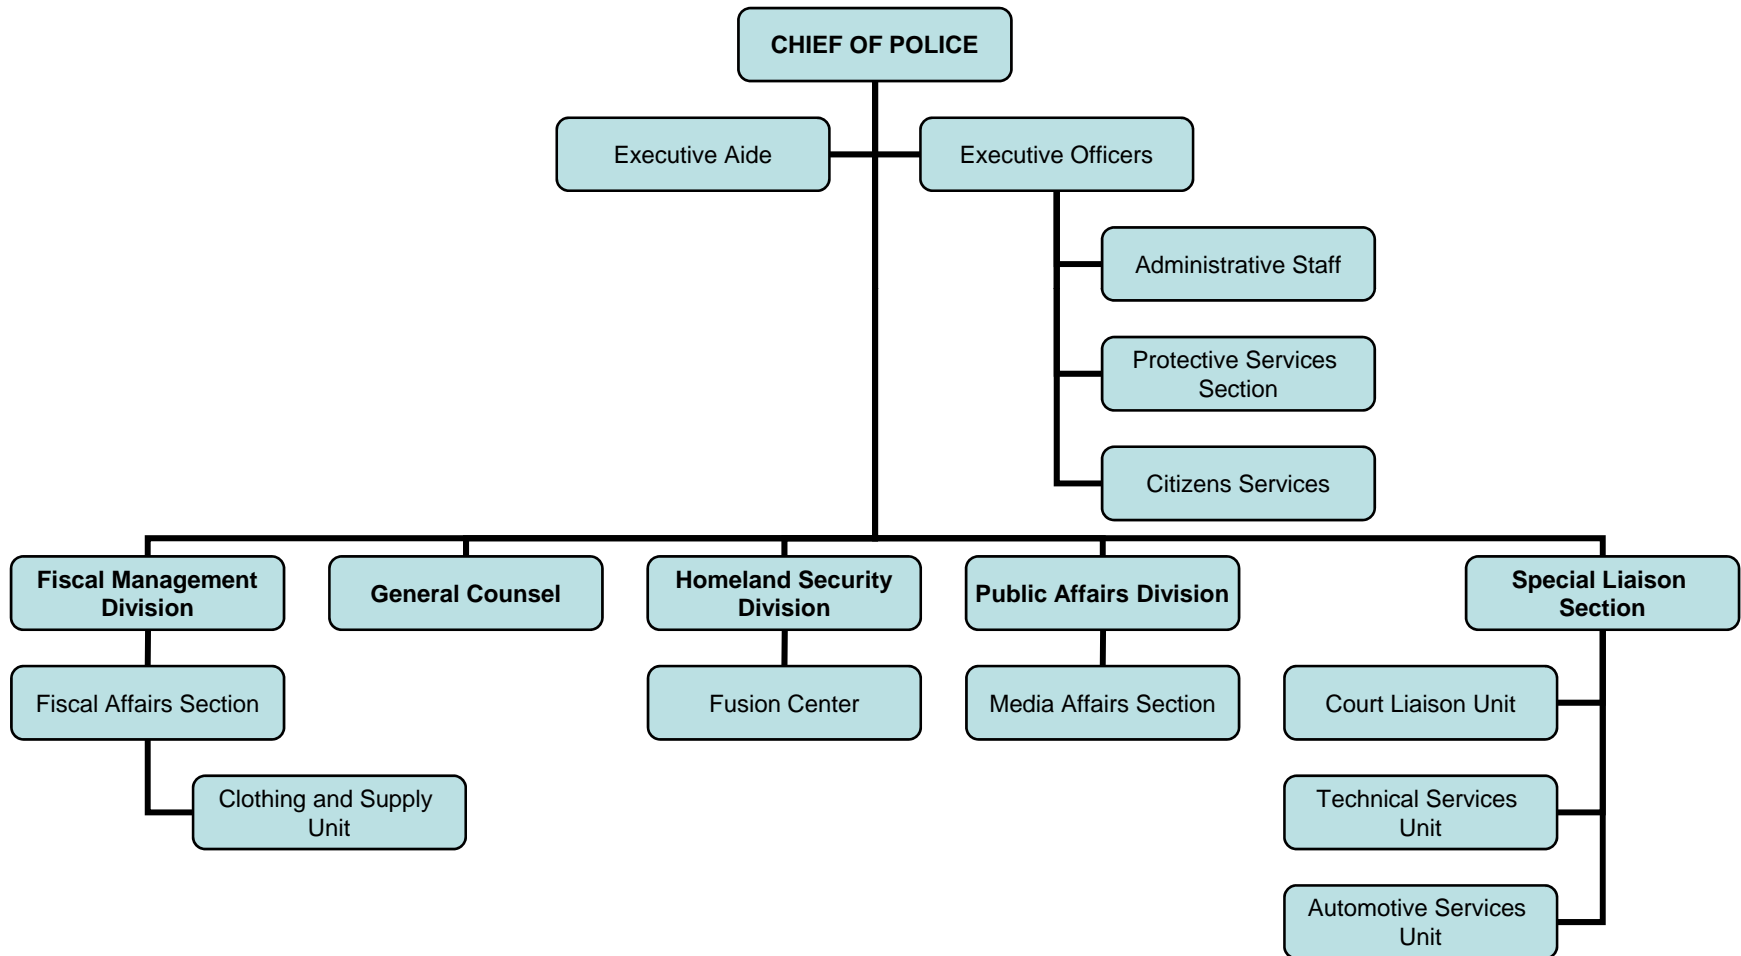 CHIEF OF POLICE
Executive Aide
Executive Officers
Administrative Staff
Protective Services
Section
Citizens Services
Fiscal Management
Division
General Counsel
Homeland Security
Division
Public Affairs Division
Special Liaison
Section
Fiscal Affairs Section
Fusion Center
Media Affairs Section
Court Liaison Unit
Clothing and Supply
Unit
Technical Services
Unit
Automotive Services
Unit